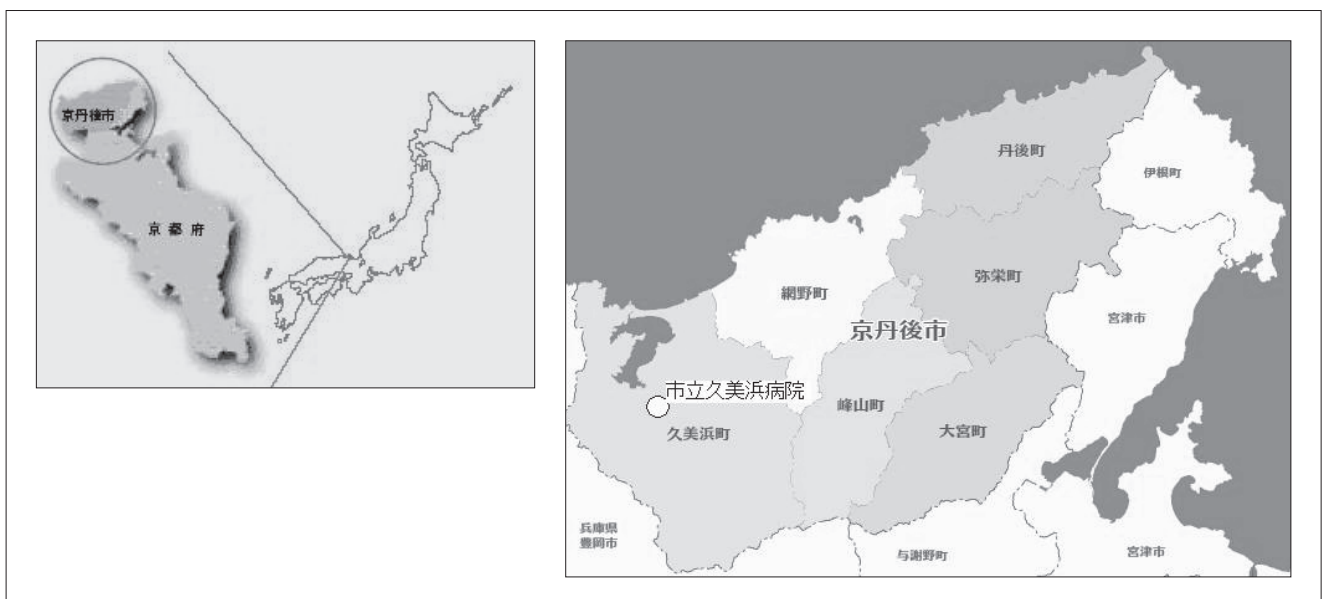 京丹後市
京都府
丹後町
伊根町
弥栄町
網野町
宮津市
京丹後市
市立久美浜病院
峰山町
大宮町
久美浜町
兵庫県
豊岡市
与謝野町
宮津市